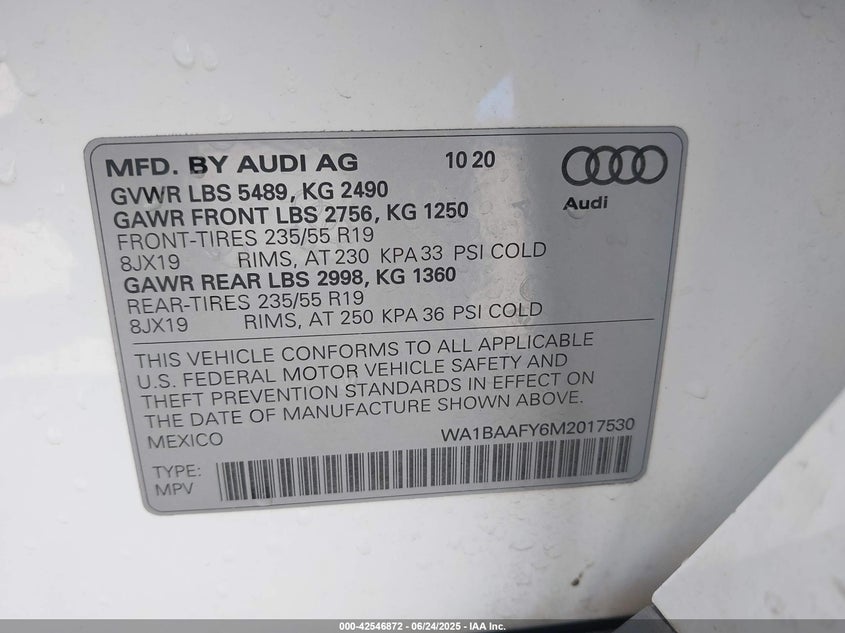 MFD. BY AUDI AG 10 20
GVWR LBS 5489, KG 2490
GAWR FRONT LBS 2756, KG 1250
FRONT-TIRES 235/55 R19
8JX19 RIMS, AT 230 KPA 33 PSI COLD
GAWR REAR LBS 2998, KG 1360
REAR-TIRES 235/55 R19
8JX19 RIMS, AT 250 KPA 36 PSI COLD
Audi
THIS VEHICLE CONFORMS TO ALL APPLICABLE
U.S. FEDERAL MOTOR VEHICLE SAFETY AND
THEFT PREVENTION STANDARDS IN EFFECT ON
THE DATE OF MANUFACTURE SHOWN ABOVE.
MEXICO WA1BAAFY6M2017530
TYPE:
MPV
000-42546872 - 06/24/2025 - IAA Inc.